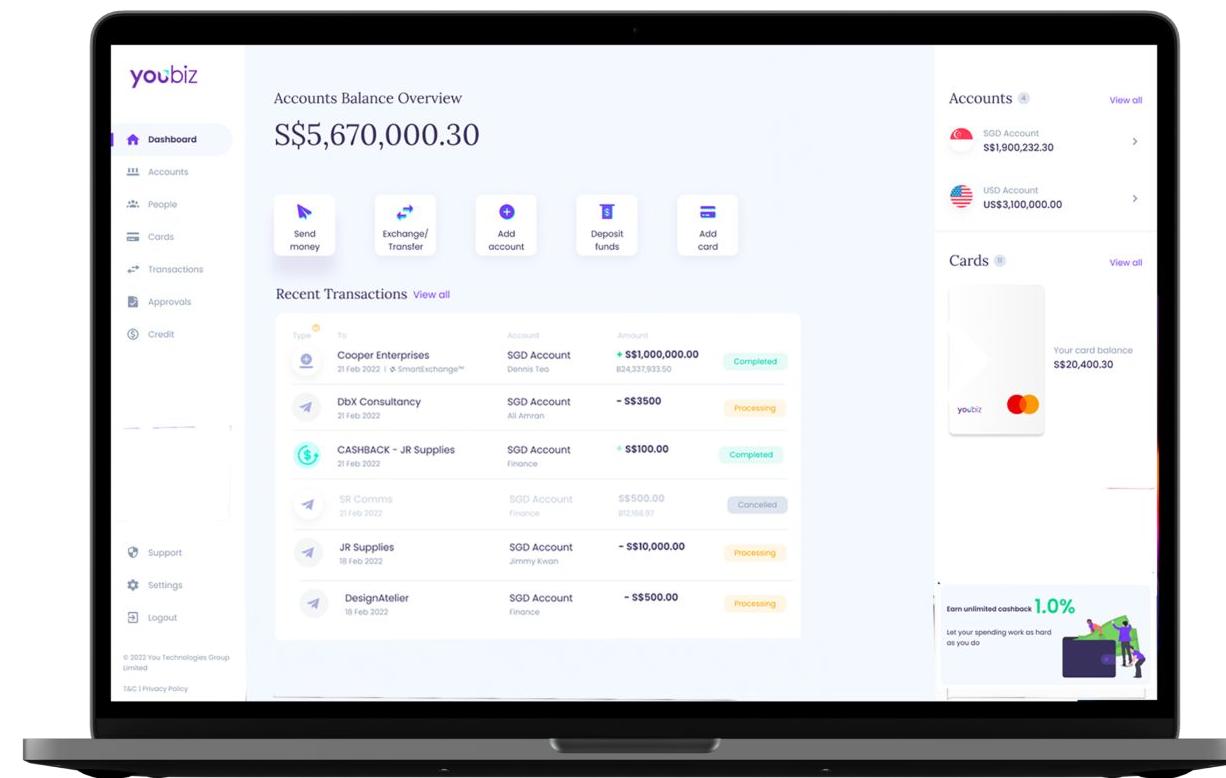 youbiz
Dashboard
Accounts
People
Cards
Transactions
Approvals
Credit
Support
Settings
Logout
© 2022 You Technologies Group
Limited
T&C | Privacy Policy
Accounts Balance Overview
S$5,670,000.30
Send
money
Exchange/
Transfer
Add
account
Deposit
funds
Add
card
Recent Transactions View all
Type To Account Amount
Cooper Enterprises SGD Account + S$1,000,000.00 Completed
21 Feb 2022 | SmartExchange™ Dennis Teo ฿24,337,933.50
DbX Consultancy SGD Account - S$3500 Processing
21 Feb 2022 Ali Amran
CASHBACK - JR Supplies SGD Account + S$100.00 Completed
21 Feb 2022 Finance
SR Comms SGD Account S$500.00 Cancelled
21 Feb 2022 Finance ฿12,168.97
JR Supplies SGD Account - S$10,000.00 Processing
18 Feb 2022 Jimmy Kwan
DesignAtelier SGD Account - S$500.00 Processing
18 Feb 2022 Finance
Accounts 4 View all
SGD Account
S$1,900,232.30
USD Account
US$3,100,000.00
Cards View all
Your card balance
S$20,400.30
youbiz
Earn unlimited cashback 1.0%
Let your spending work as hard
as you do